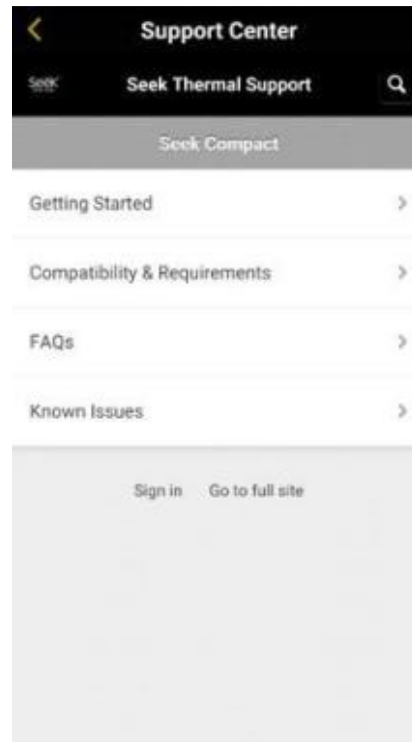 Support Center
Seek
Seek Thermal Support
Seek Compact
Getting Started
Compatibility & Requirements
FAQs
Known Issues
Sign in Go to full site